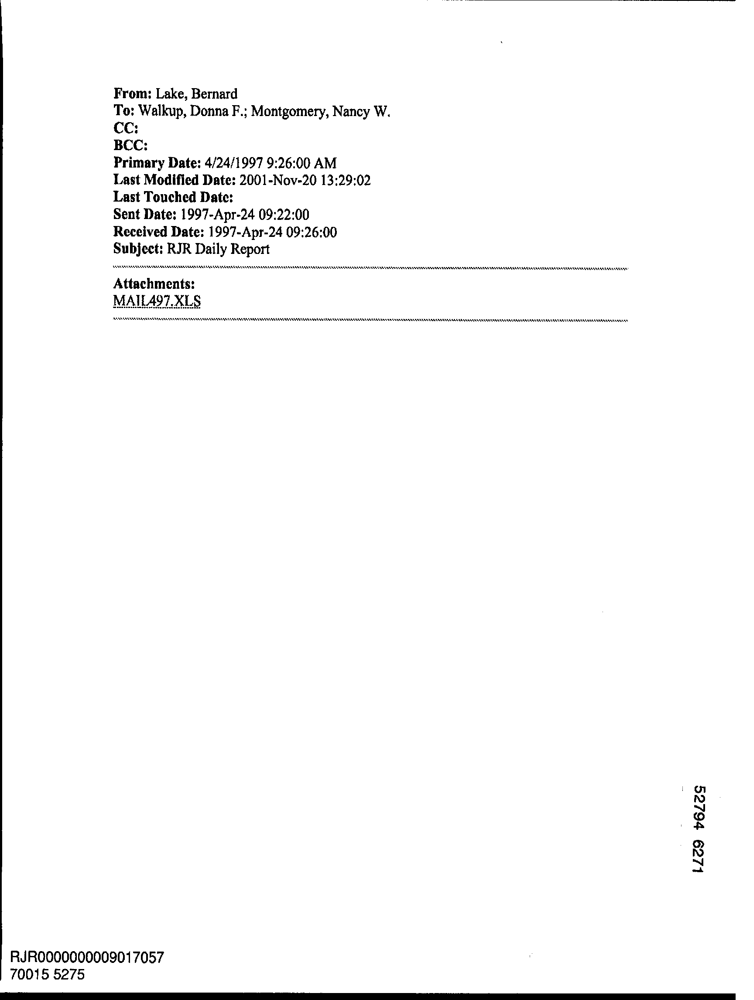 From: Lake, Bernard
To: Walkup, Donna F.; Montgomery, Nancy W.
CC:
BCC:
Primary Date: 4/24/1997 9:26:00 AM
Last Modified Date: 2001-Nov-20 13:29:02
Last Touched Date:
Sent Date: 1997-Apr-24 09:22:00
Received Date: 1997-Apr-24 09:26:00
Subject: RJR Daily Report
Attachments:
MAIL497.XLS
52794 6271
RJR0000000009017057
70015 5275